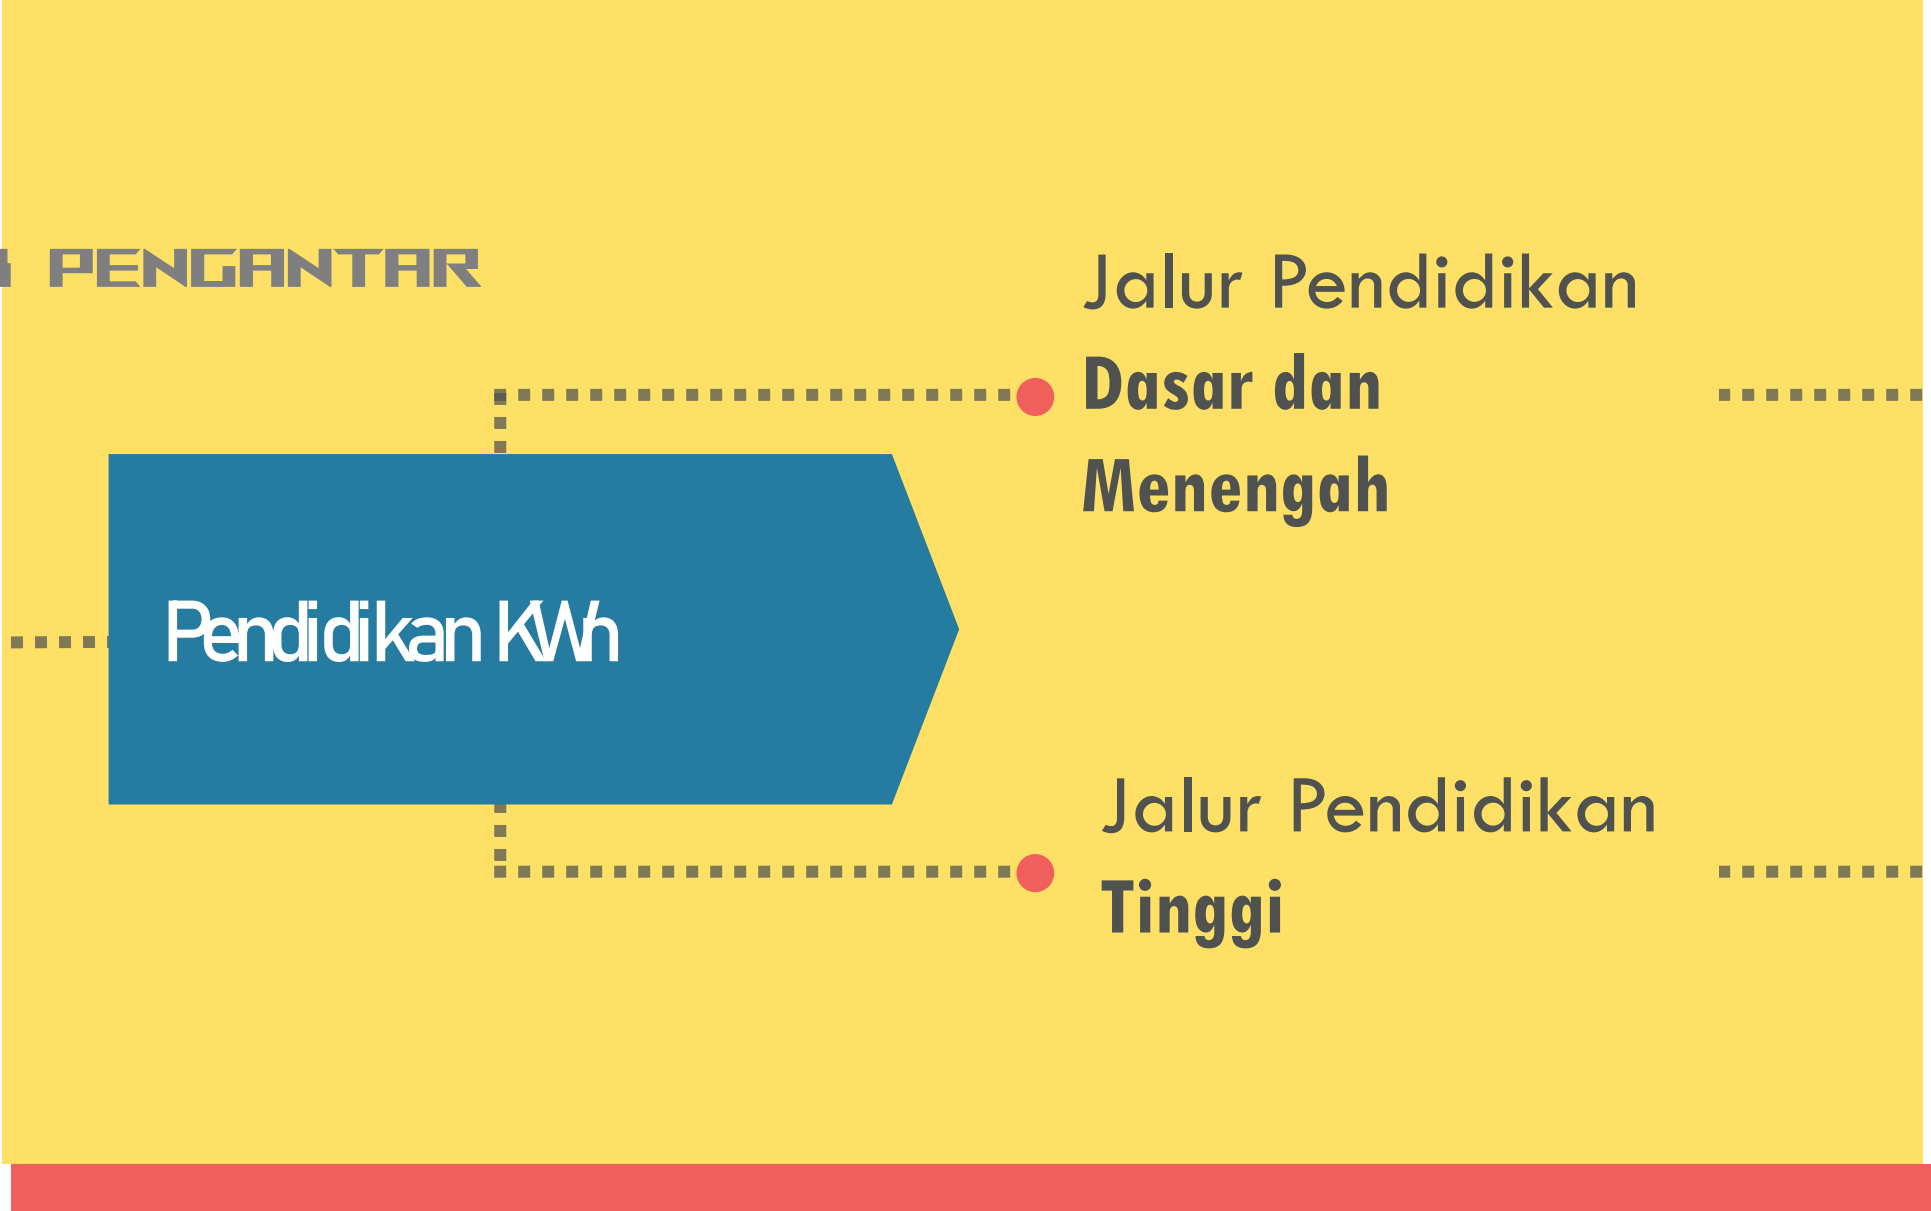 PENGANTAR
Jalur Pendidikan
Dasar dan
Menengah
Pendidikan KWh
Jalur Pendidikan
Tinggi